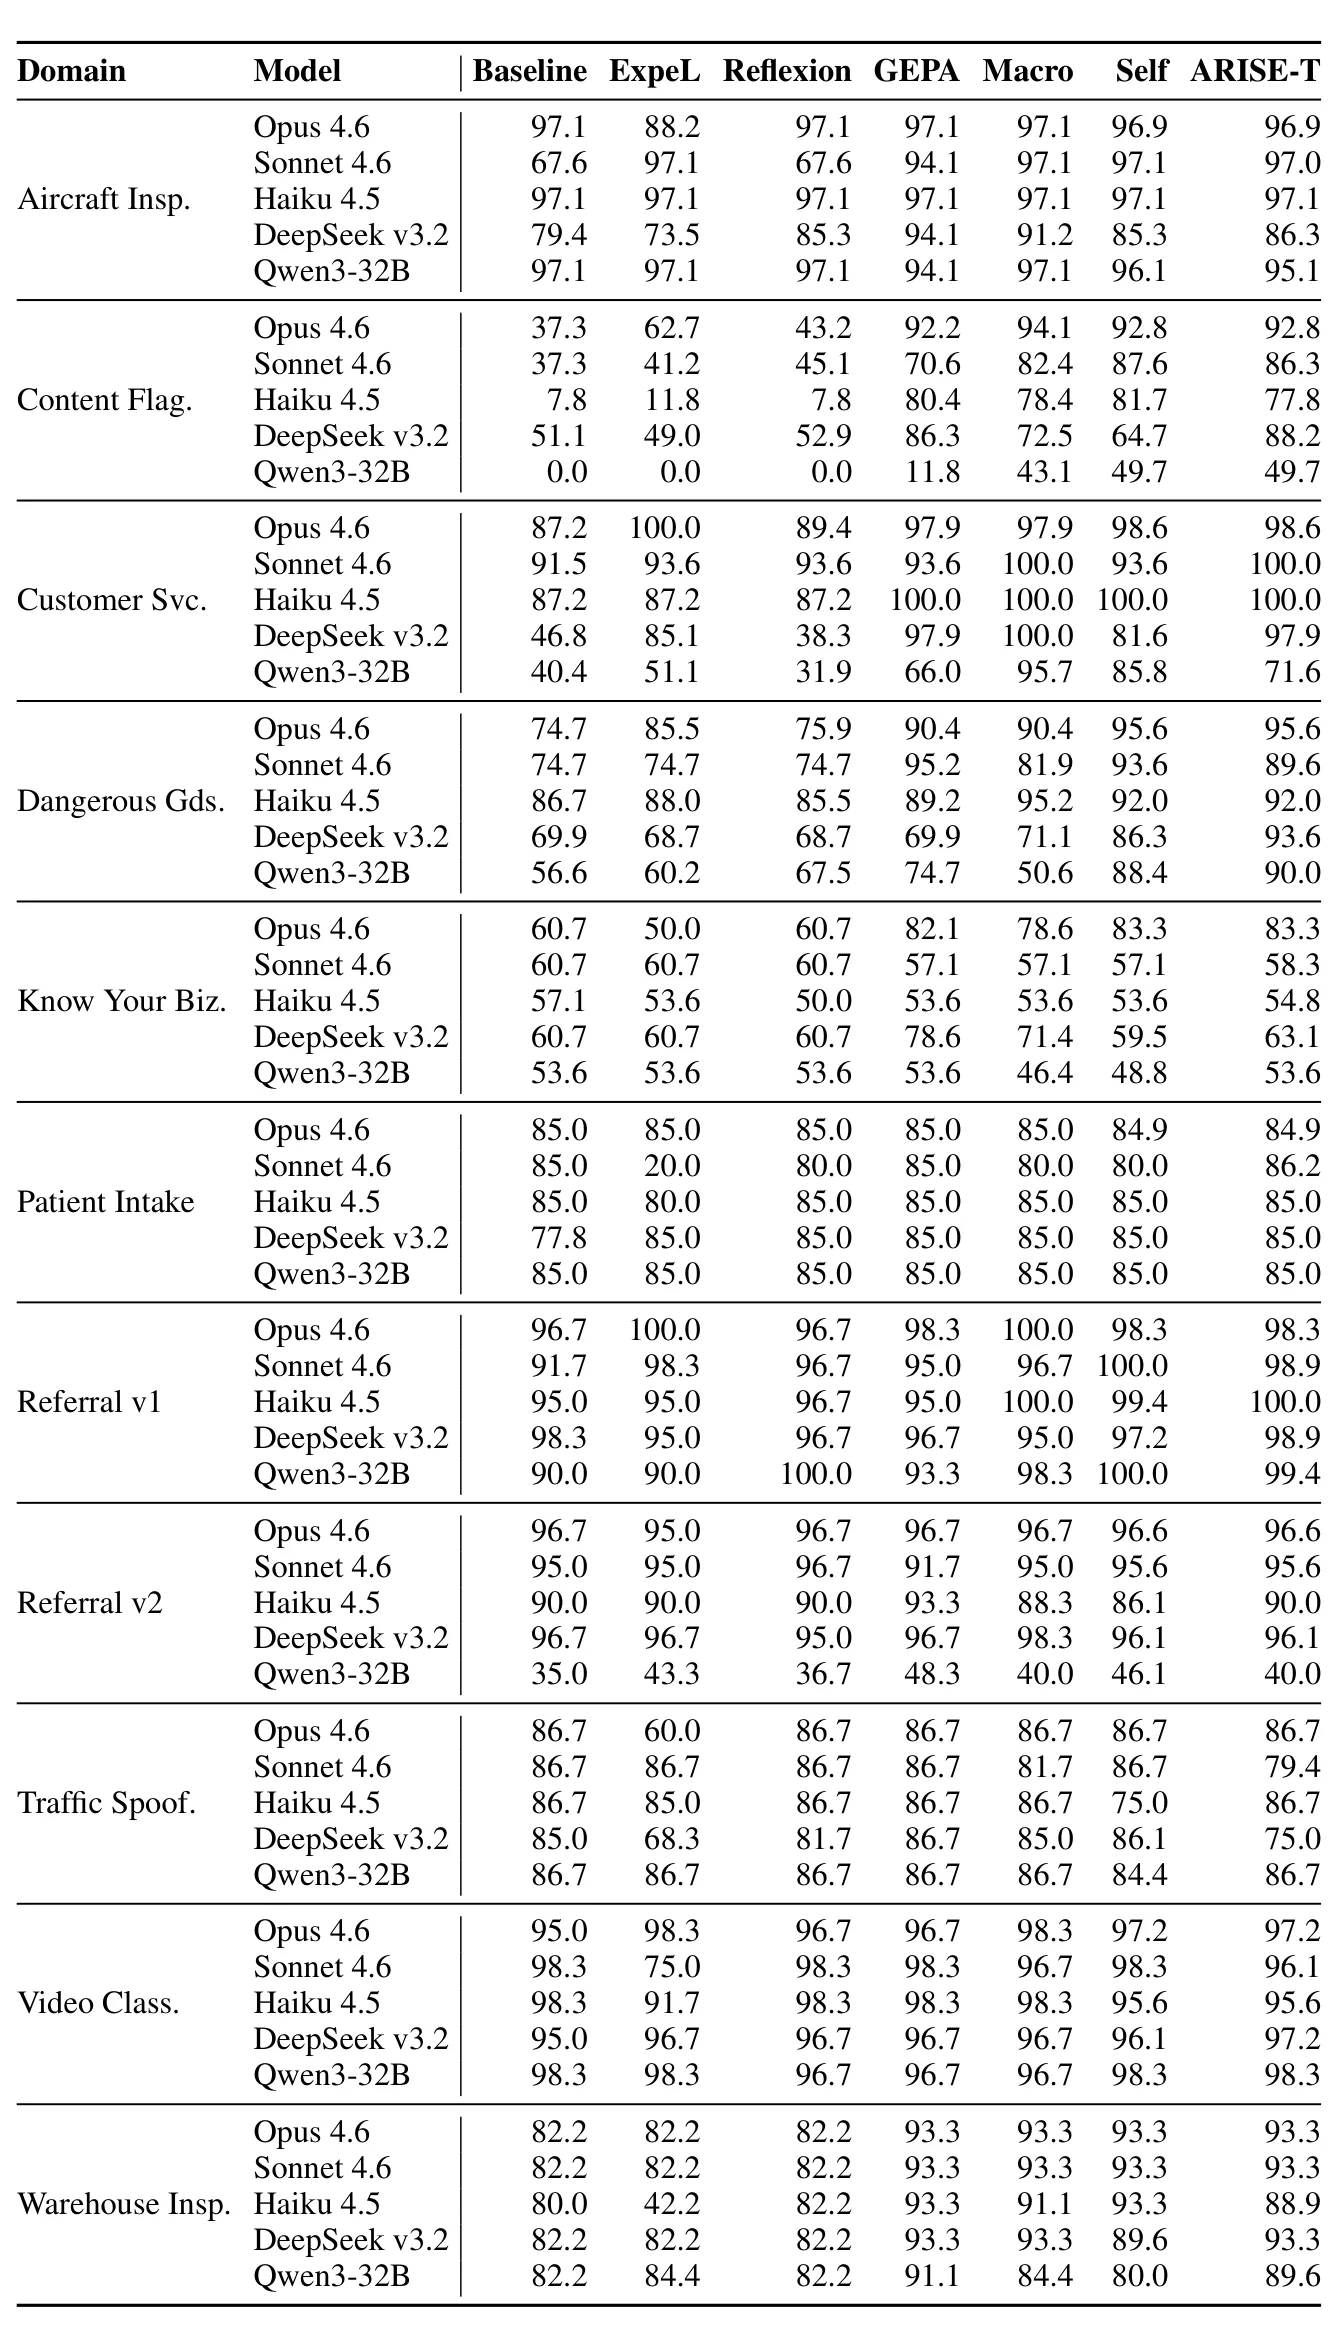 Domain Model Baseline ExpeL Reflexion GEPA Macro Self ARISE-T
Opus 4.6 97.1 88.2 97.1 97.1 97.1 96.9 96.9
Sonnet 4.6 67.6 97.1 67.6 94.1 97.1 97.1 97.0
Aircraft Insp. Haiku 4.5 97.1 97.1 97.1 97.1 97.1 97.1 97.1
DeepSeek v3.2 79.4 73.5 85.3 94.1 91.2 85.3 86.3
Qwen3-32B 97.1 97.1 97.1 94.1 97.1 96.1 95.1
Opus 4.6 37.3 62.7 43.2 92.2 94.1 92.8 92.8
Sonnet 4.6 37.3 41.2 45.1 70.6 82.4 87.6 86.3
Content Flag. Haiku 4.5 7.8 11.8 7.8 80.4 78.4 81.7 77.8
DeepSeek v3.2 51.1 49.0 52.9 86.3 72.5 64.7 88.2
Qwen3-32B 0.0 0.0 0.0 11.8 43.1 49.7 49.7
Opus 4.6 87.2 100.0 89.4 97.9 97.9 98.6 98.6
Sonnet 4.6 91.5 93.6 93.6 93.6 100.0 93.6 100.0
Customer Svc. Haiku 4.5 87.2 87.2 87.2 100.0 100.0 100.0 100.0
DeepSeek v3.2 46.8 85.1 38.3 97.9 100.0 81.6 97.9
Qwen3-32B 40.4 51.1 31.9 66.0 95.7 85.8 71.6
Opus 4.6 74.7 85.5 75.9 90.4 90.4 95.6 95.6
Sonnet 4.6 74.7 74.7 74.7 95.2 81.9 93.6 89.6
Dangerous Gds. Haiku 4.5 86.7 88.0 85.5 89.2 95.2 92.0 92.0
DeepSeek v3.2 69.9 68.7 68.7 69.9 71.1 86.3 93.6
Qwen3-32B 56.6 60.2 67.5 74.7 50.6 88.4 90.0
Opus 4.6 60.7 50.0 60.7 82.1 78.6 83.3 83.3
Sonnet 4.6 60.7 60.7 60.7 57.1 57.1 57.1 58.3
Know Your Biz. Haiku 4.5 57.1 53.6 50.0 53.6 53.6 53.6 54.8
DeepSeek v3.2 60.7 60.7 60.7 78.6 71.4 59.5 63.1
Qwen3-32B 53.6 53.6 53.6 53.6 46.4 48.8 53.6
Opus 4.6 85.0 85.0 85.0 85.0 85.0 84.9 84.9
Sonnet 4.6 85.0 20.0 80.0 85.0 80.0 80.0 86.2
Patient Intake Haiku 4.5 85.0 80.0 85.0 85.0 85.0 85.0 85.0
DeepSeek v3.2 77.8 85.0 85.0 85.0 85.0 85.0 85.0
Qwen3-32B 85.0 85.0 85.0 85.0 85.0 85.0 85.0
Opus 4.6 96.7 100.0 96.7 98.3 100.0 98.3 98.3
Sonnet 4.6 91.7 98.3 96.7 95.0 96.7 100.0 98.9
Referral v1 Haiku 4.5 95.0 95.0 96.7 95.0 100.0 99.4 100.0
DeepSeek v3.2 98.3 95.0 96.7 96.7 95.0 97.2 98.9
Qwen3-32B 90.0 90.0 100.0 93.3 98.3 100.0 99.4
Opus 4.6 96.7 95.0 96.7 96.7 96.7 96.6 96.6
Sonnet 4.6 95.0 95.0 96.7 91.7 95.0 95.6 95.6
Referral v2 Haiku 4.5 90.0 90.0 90.0 93.3 88.3 86.1 90.0
DeepSeek v3.2 96.7 96.7 95.0 96.7 98.3 96.1 96.1
Qwen3-32B 35.0 43.3 36.7 48.3 40.0 46.1 40.0
Opus 4.6 86.7 60.0 86.7 86.7 86.7 86.7 86.7
Sonnet 4.6 86.7 86.7 86.7 86.7 81.7 86.7 79.4
Traffic Spoof. Haiku 4.5 86.7 85.0 86.7 86.7 86.7 75.0 86.7
DeepSeek v3.2 85.0 68.3 81.7 86.7 85.0 86.1 75.0
Qwen3-32B 86.7 86.7 86.7 86.7 86.7 84.4 86.7
Opus 4.6 95.0 98.3 96.7 96.7 98.3 97.2 97.2
Sonnet 4.6 98.3 75.0 98.3 98.3 96.7 98.3 96.1
Video Class. Haiku 4.5 98.3 91.7 98.3 98.3 98.3 95.6 95.6
DeepSeek v3.2 95.0 96.7 96.7 96.7 96.7 96.1 97.2
Qwen3-32B 98.3 98.3 96.7 96.7 96.7 98.3 98.3
Opus 4.6 82.2 82.2 82.2 93.3 93.3 93.3 93.3
Sonnet 4.6 82.2 82.2 82.2 93.3 93.3 93.3 93.3
Warehouse Insp. Haiku 4.5 80.0 42.2 82.2 93.3 91.1 93.3 88.9
DeepSeek v3.2 82.2 82.2 82.2 93.3 93.3 89.6 93.3
Qwen3-32B 82.2 84.4 82.2 91.1 84.4 80.0 89.6